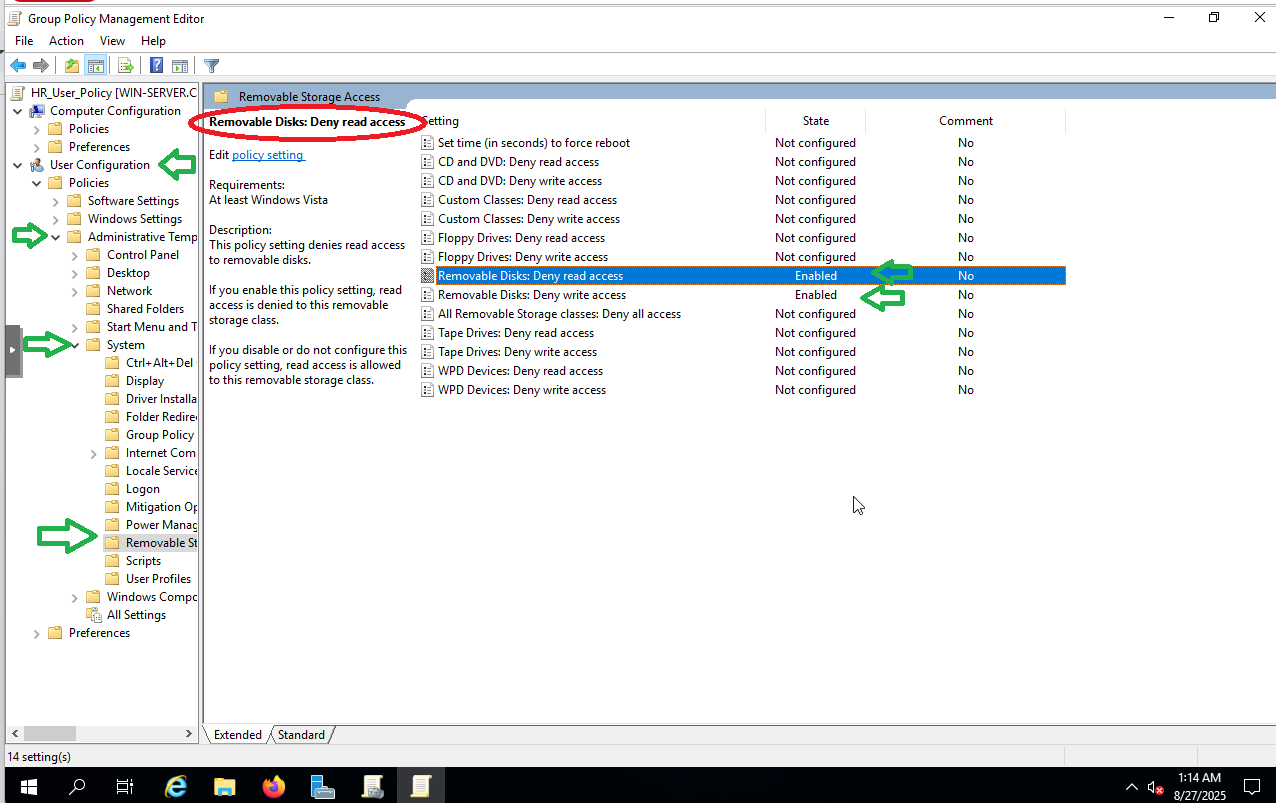 Group Policy Management Editor
File Action View Help
HR_User_Policy [WIN-SERVER.C
Computer Configuration
Policies
Preferences
User Configuration
Policies
Software Settings
Windows Settings
Administrative Temp
Control Panel
Desktop
Network
Shared Folders
Start Menu and T
System
Ctrl+Alt+Del
Display
Driver Installa
Folder Redire
Group Policy
Internet Com
Locale Service
Logon
Mitigation Op
Power Manag
Removable St
Scripts
User Profiles
Windows Compo
All Settings
Preferences
Removable Storage Access
Removable Disks: Deny read access
Edit policy setting
Requirements:
At least Windows Vista
Description:
This policy setting denies read access
to removable disks.
If you enable this policy setting, read
access is denied to this removable
storage class.
If you disable or do not configure this
policy setting, read access is allowed
to this removable storage class.
Setting State Comment
Set time (in seconds) to force reboot Not configured No
CD and DVD: Deny read access Not configured No
CD and DVD: Deny write access Not configured No
Custom Classes: Deny read access Not configured No
Custom Classes: Deny write access Not configured No
Floppy Drives: Deny read access Not configured No
Floppy Drives: Deny write access Not configured No
Removable Disks: Deny read access Enabled No
Removable Disks: Deny write access Enabled No
All Removable Storage classes: Deny all access Not configured No
Tape Drives: Deny read access Not configured No
Tape Drives: Deny write access Not configured No
WPD Devices: Deny read access Not configured No
WPD Devices: Deny write access Not configured No
Extended Standard
14 setting(s)
1:14 AM
8/27/2025